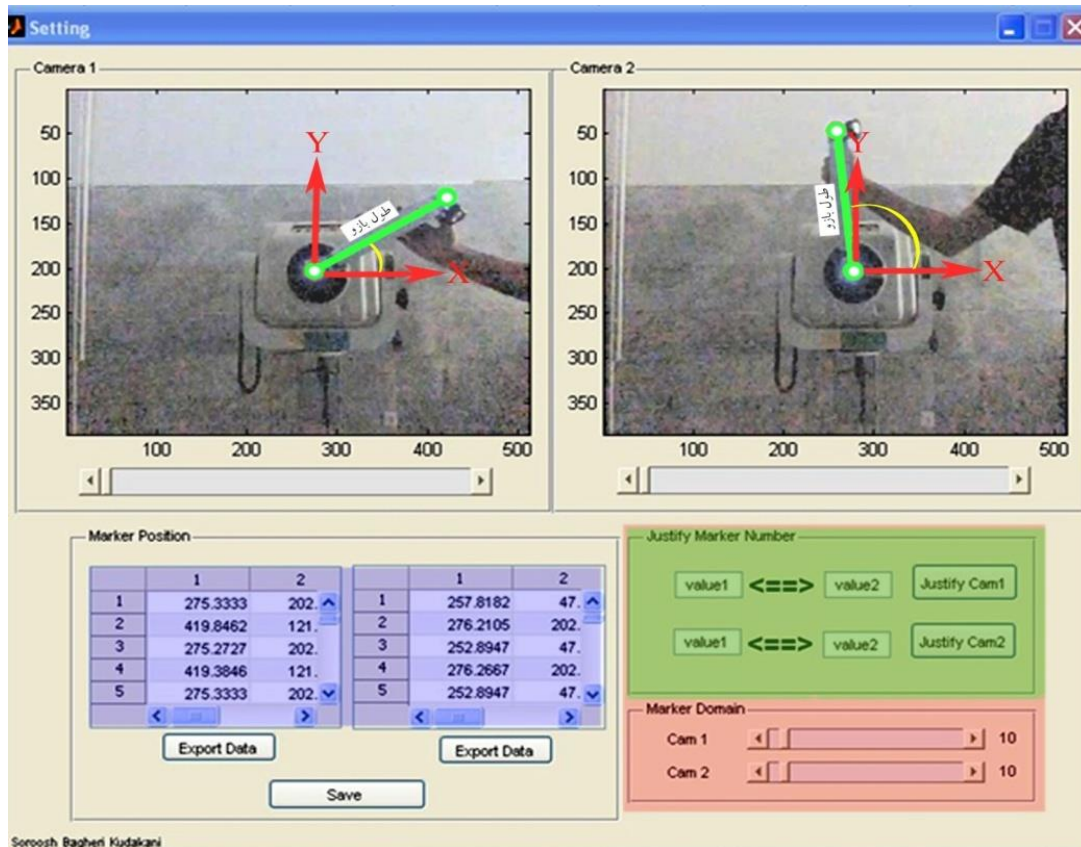 Setting
Camera 1
Camera 2
50
100
150
200
250
300
350
100 200 300 400 500
Y
X
طول بازو
50
100
150
200
250
300
350
100 200 300 400 500
Y
X
طول بازو
Marker Position
1 2
1 275.3333 202.
2 419.8462 121.
3 275.2727 202.
4 419.3846 121.
5 275.3333 202.
1 2
1 257.8182 47.
2 276.2105 202.
3 252.8947 47.
4 276.2667 202.
5 252.8947 47.
Export Data
Export Data
Save
Justify Marker Number
value1 <==> value2 Justify Cam1
value1 <==> value2 Justify Cam2
Marker Domain
Cam 1 10
Cam 2 10
Soroosh Bagheri Kudakani